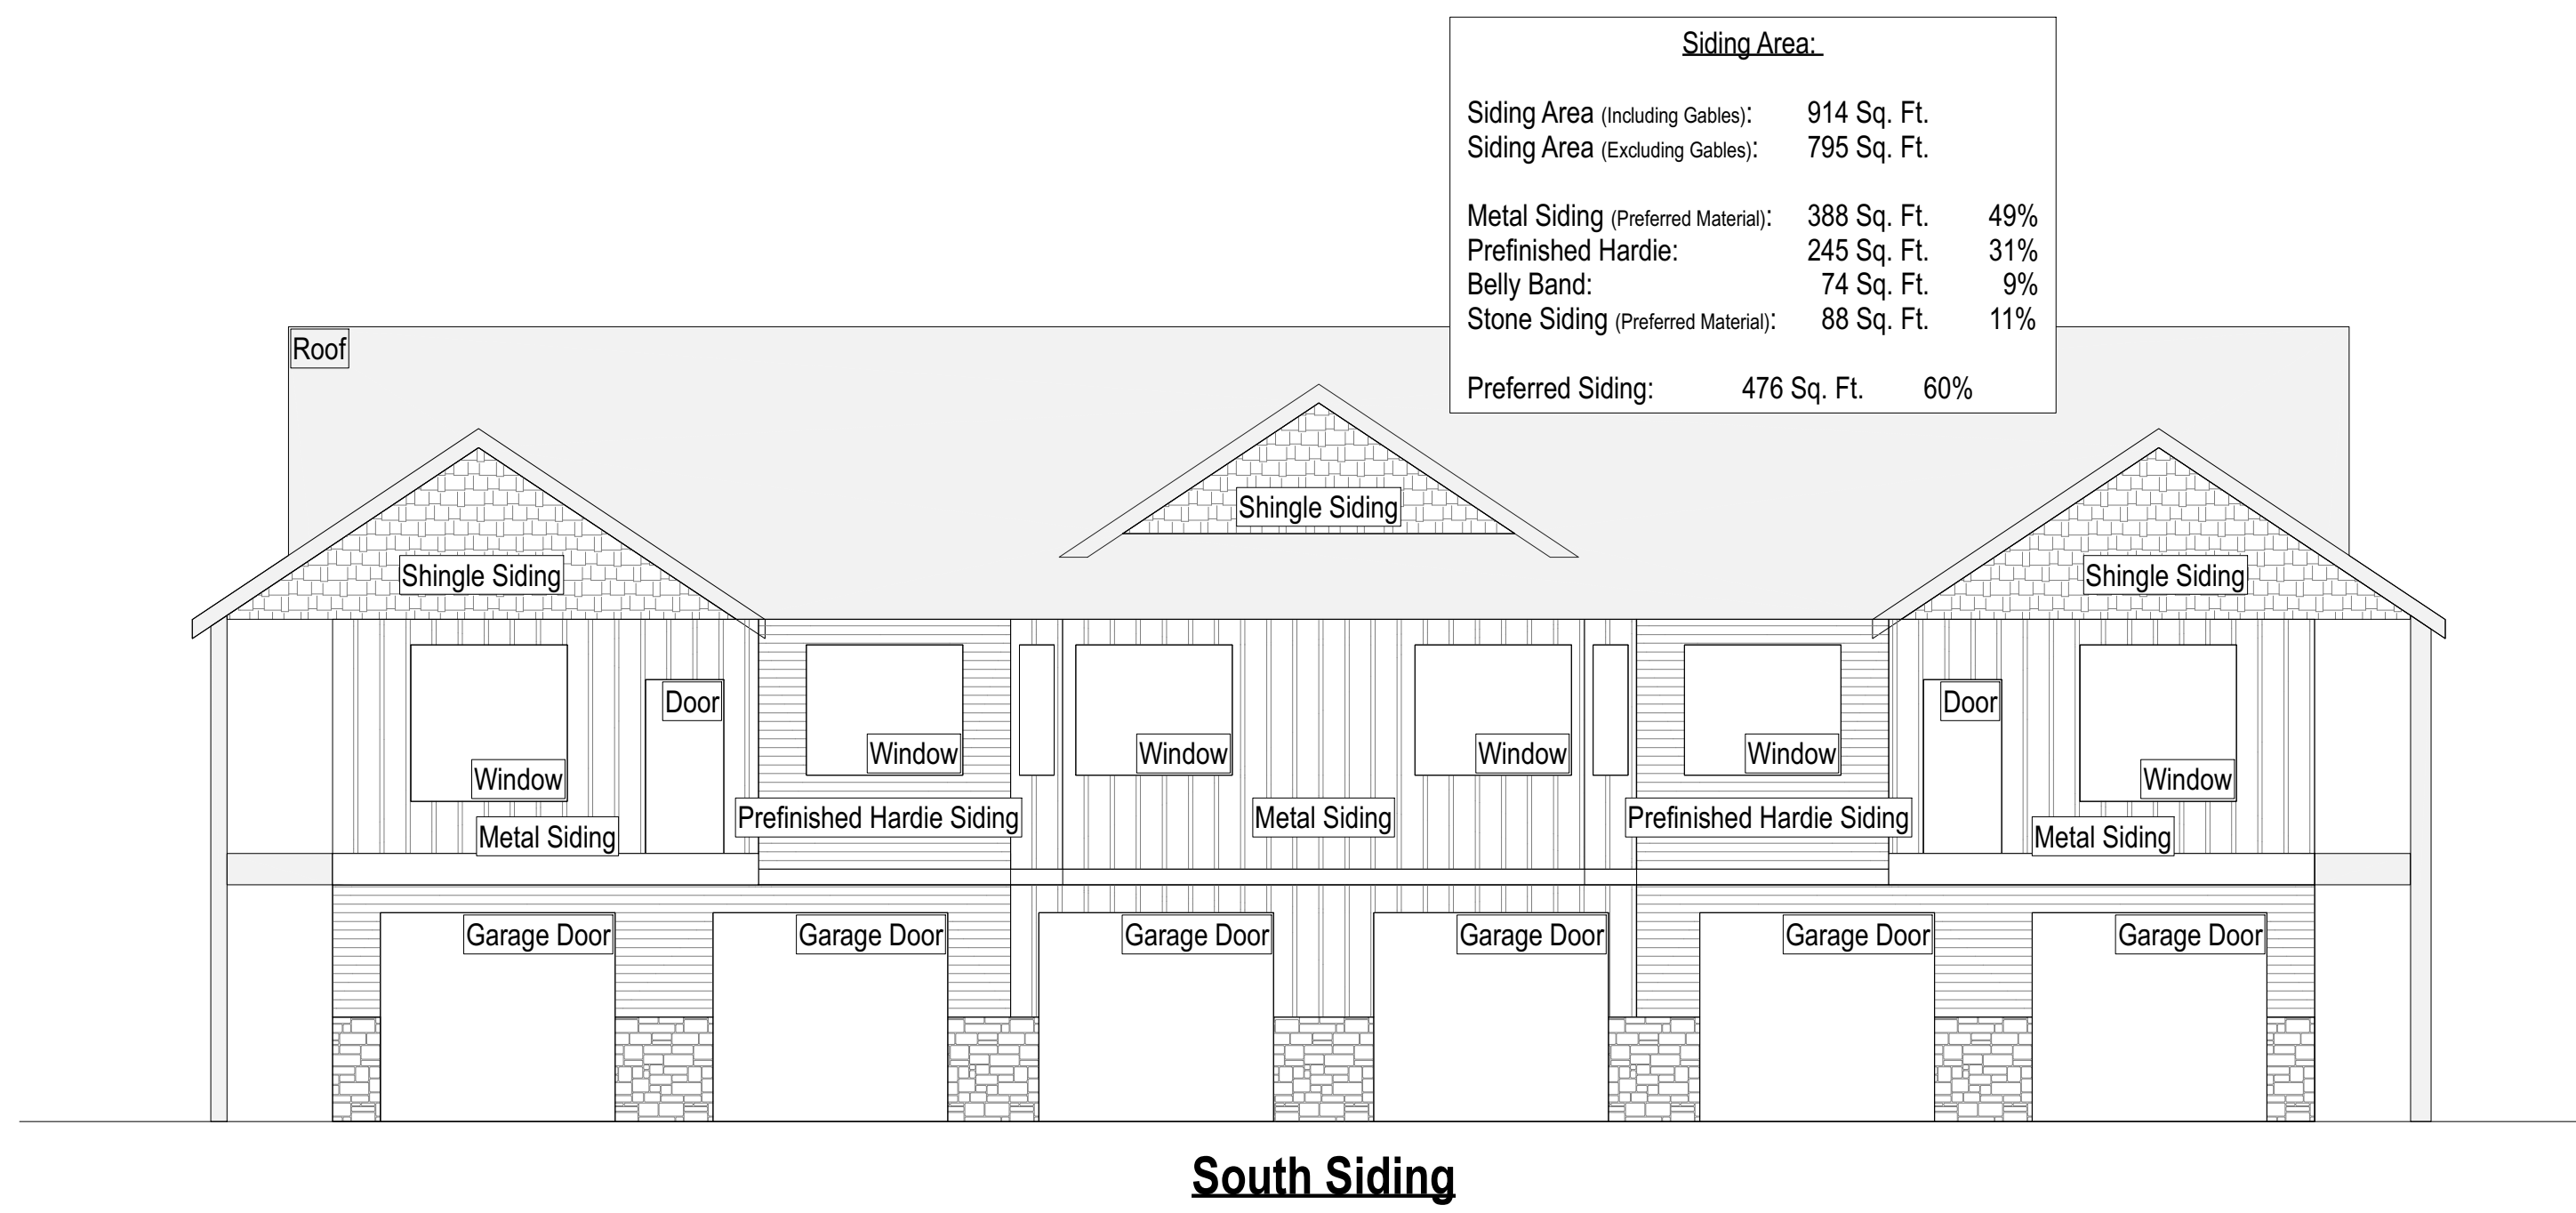 Siding Area:
Siding Area (Including Gables): 914 Sq. Ft.
Siding Area (Excluding Gables): 795 Sq. Ft.
Metal Siding (Preferred Material): 388 Sq. Ft. 49%
Prefinished Hardie: 245 Sq. Ft. 31%
Belly Band: 74 Sq. Ft. 9%
Stone Siding (Preferred Material): 88 Sq. Ft. 11%
Preferred Siding: 476 Sq. Ft. 60%
Roof
Shingle Siding
Shingle Siding
Shingle Siding
Door
Door
Window
Window
Window
Window
Window
Window
Prefinished Hardie Siding
Metal Siding
Prefinished Hardie Siding
Metal Siding
Metal Siding
Garage Door
Garage Door
Garage Door
Garage Door
Garage Door
Garage Door
South Siding